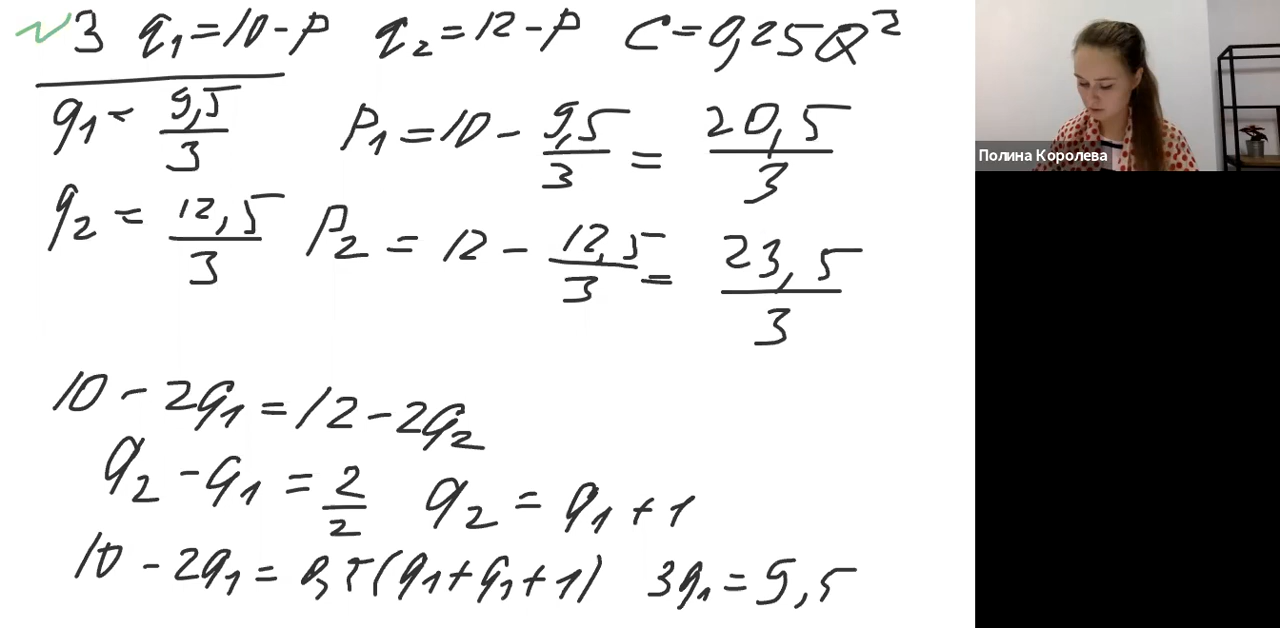 №3 q₁=10-P q₂=12-P C=0,25Q²
q₁ = 9,5/3 P₁=10 - 9,5/3 = 20,5/3
q₂ = 12,5/3 P₂ = 12 - 12,5/3 = 23,5/3
10 - 2q₁ = 12 - 2q₂
q₂ - q₁ = 2/2 q₂ = q₁ + 1
10 - 2q₁ = 0,5(q₁+q₁+1) 3q₁ = 9,5
Полина Королева